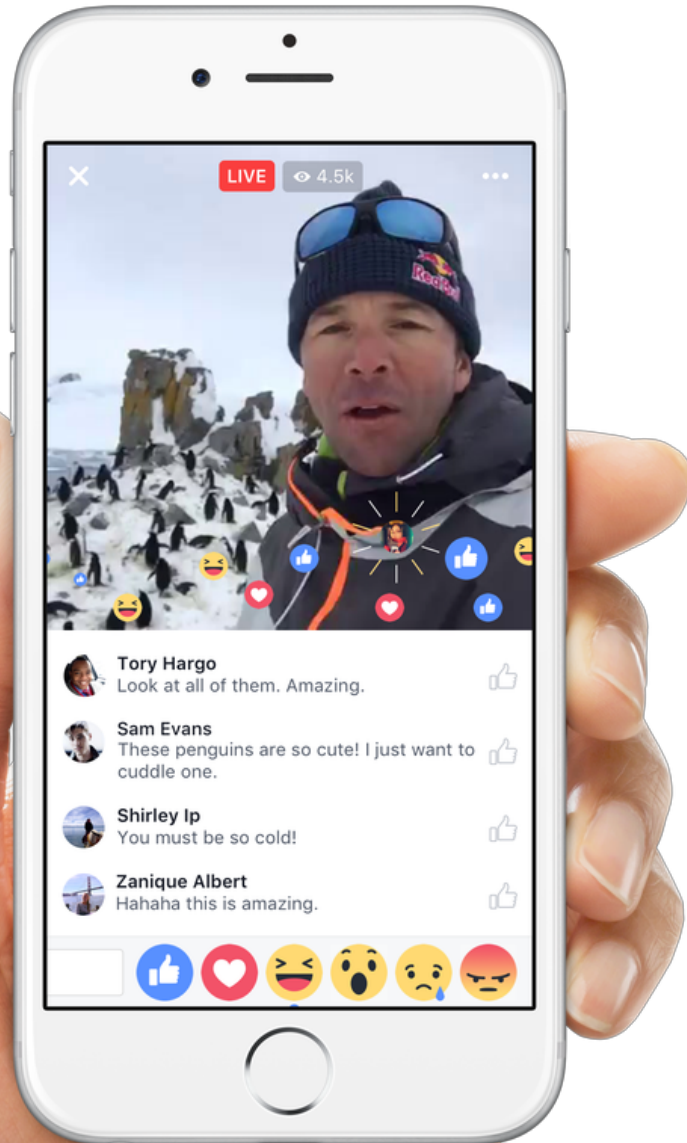 LIVE 4.5k
Red Bull
Tory Hargo
Look at all of them. Amazing.
Sam Evans
These penguins are so cute! I just want to
cuddle one.
Shirley Ip
You must be so cold!
Zanique Albert
Hahaha this is amazing.